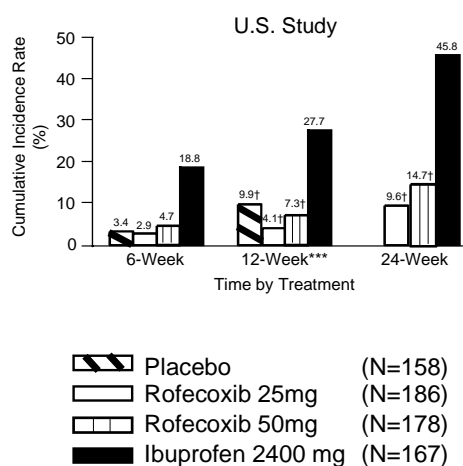 U.S. Study
Cumulative Incidence Rate
(%)
50
40
30
20
10
0
3.4
2.9
4.7
18.8
9.9†
4.1†
7.3†
27.7
9.6†
14.7†
45.8
6-Week
12-Week***
24-Week
Time by Treatment
Placebo (N=158)
Rofecoxib 25mg (N=186)
Rofecoxib 50mg (N=178)
Ibuprofen 2400 mg (N=167)